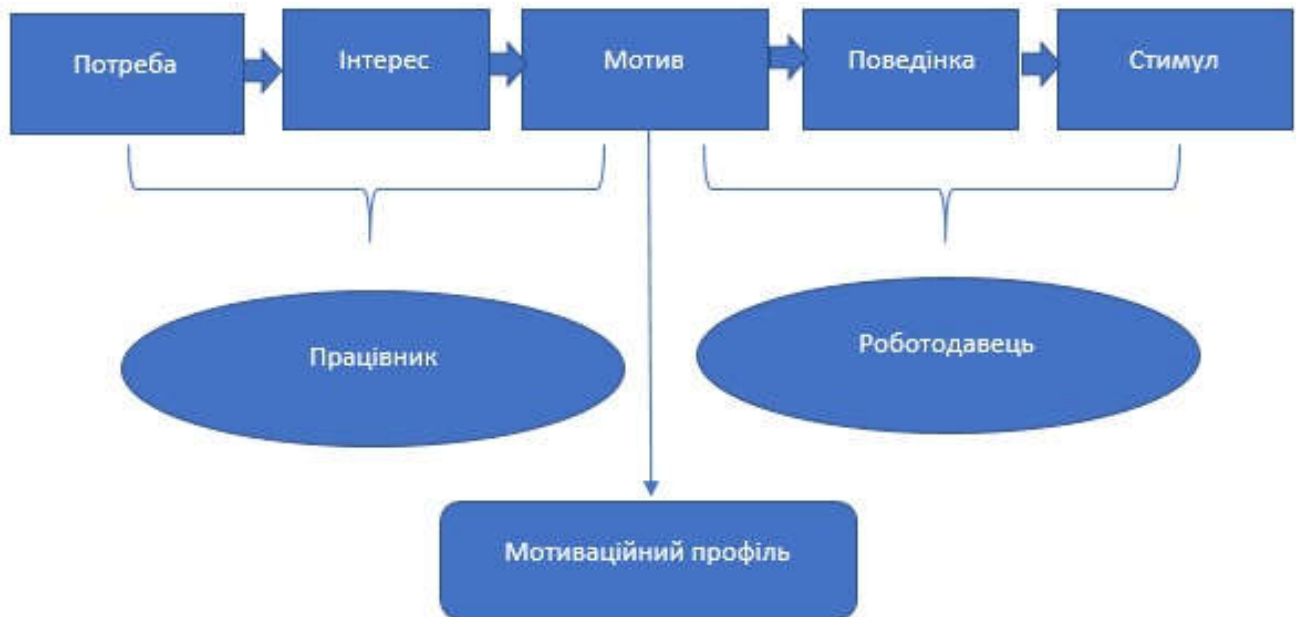 Потреба
Інтерес
Мотив
Поведінка
Стимул
Працівник
Роботодавець
Мотиваційний профіль